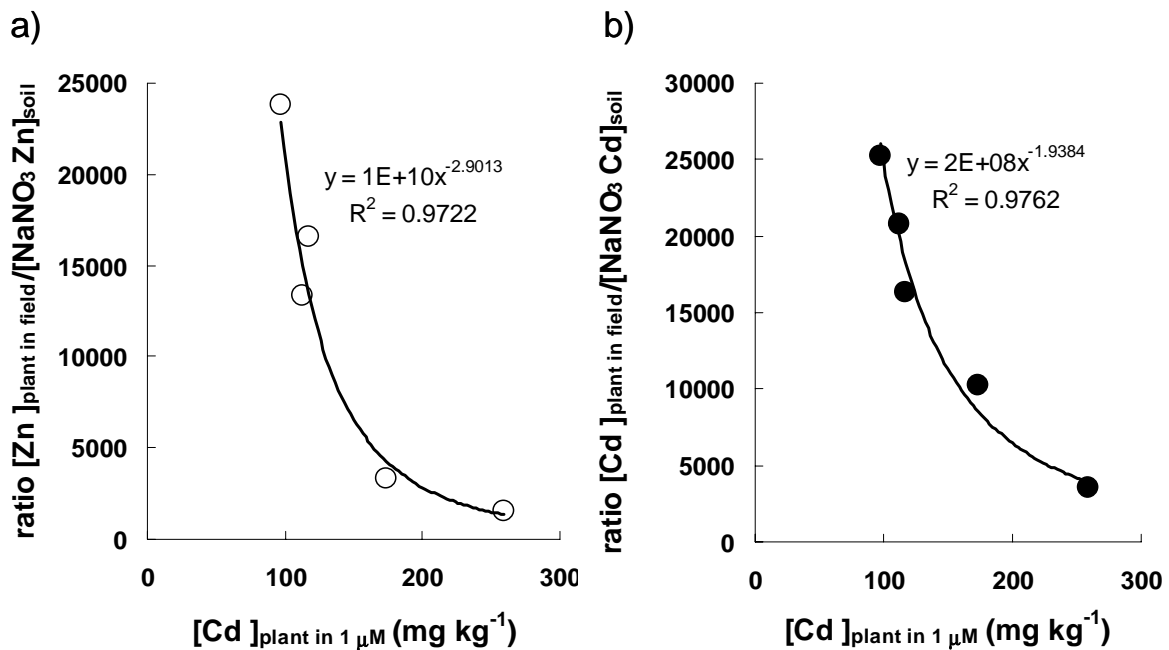 a)
ratio [Zn ]plant in field/[NaNO3 Zn]soil
25000
20000
15000
10000
5000
0
y = 1E+10x-2.9013
R2 = 0.9722
0 100 200 300
[Cd ]plant in 1 μM (mg kg-1)
b)
ratio [Cd ]plant in field/[NaNO3 Cd]soil
30000
25000
20000
15000
10000
5000
0
y = 2E+08x-1.9384
R2 = 0.9762
0 100 200 300
[Cd ]plant in 1 μM (mg kg-1)